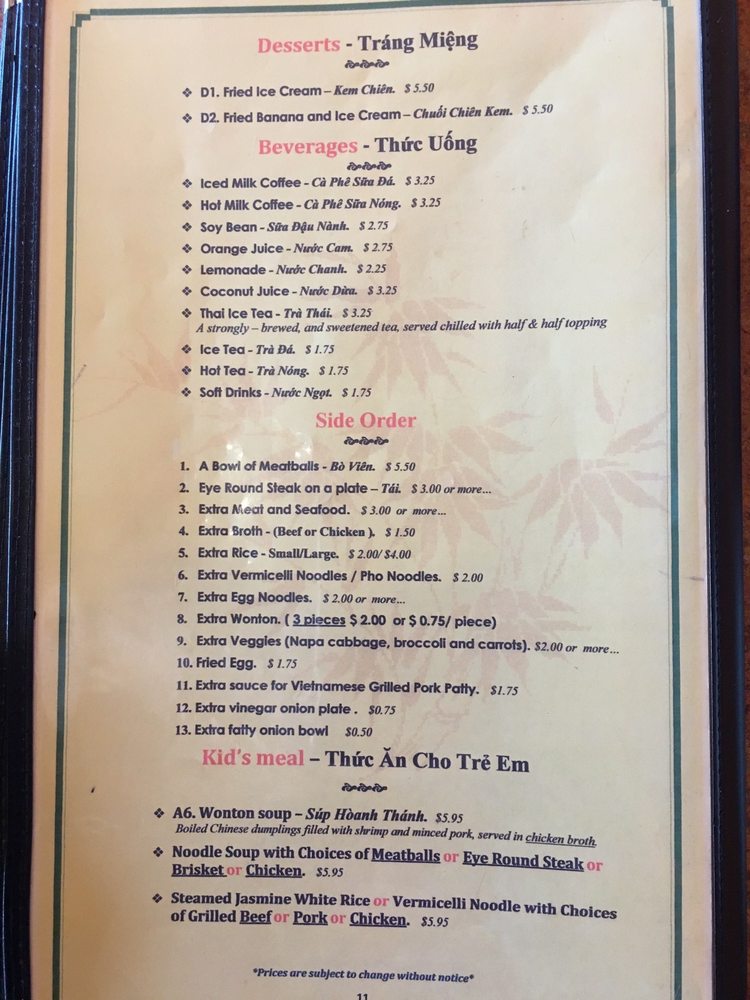 Desserts - Tráng Miệng
❖ D1. Fried Ice Cream – Kem Chiên. $ 5.50
❖ D2. Fried Banana and Ice Cream – Chuối Chiên Kem. $ 5.50
Beverages - Thức Uống
❖ Iced Milk Coffee - Cà Phê Sữa Đá. $ 3.25
❖ Hot Milk Coffee - Cà Phê Sữa Nóng. $ 3.25
❖ Soy Bean - Sữa Đậu Nành. $ 2.75
❖ Orange Juice - Nước Cam. $ 2.75
❖ Lemonade - Nước Chanh. $ 2.25
❖ Coconut Juice - Nước Dừa. $ 3.25
❖ Thai Ice Tea - Trà Thái. $ 3.25
A strongly – brewed, and sweetened tea, served chilled with half & half topping
❖ Ice Tea - Trà Đá. $ 1.75
❖ Hot Tea - Trà Nóng. $ 1.75
❖ Soft Drinks - Nước Ngọt. $ 1.75
Side Order
1. A Bowl of Meatballs - Bò Viên. $ 5.50
2. Eye Round Steak on a plate – Tái. $ 3.00 or more...
3. Extra Meat and Seafood. $ 3.00 or more...
4. Extra Broth - (Beef or Chicken ). $ 1.50
5. Extra Rice - Small/Large. $ 2.00/ $4.00
6. Extra Vermicelli Noodles / Pho Noodles. $ 2.00
7. Extra Egg Noodles. $ 2.00 or more...
8. Extra Wonton. ( 3 pieces $ 2.00 or $ 0.75/ piece)
9. Extra Veggies (Napa cabbage, broccoli and carrots). $2.00 or more...
10. Fried Egg. $ 1.75
11. Extra sauce for Vietnamese Grilled Pork Patty. $1.75
12. Extra vinegar onion plate . $0.75
13. Extra fatty onion bowl $0.50
Kid's meal – Thức Ăn Cho Trẻ Em
❖ A6. Wonton soup – Súp Hòanh Thánh. $5.95
Boiled Chinese dumplings filled with shrimp and minced pork, served in chicken broth
❖ Noodle Soup with Choices of Meatballs or Eye Round Steak or
Brisket or Chicken. $5.95
❖ Steamed Jasmine White Rice or Vermicelli Noodle with Choices
of Grilled Beef or Pork or Chicken. $5.95
*Prices are subject to change without notice*
11